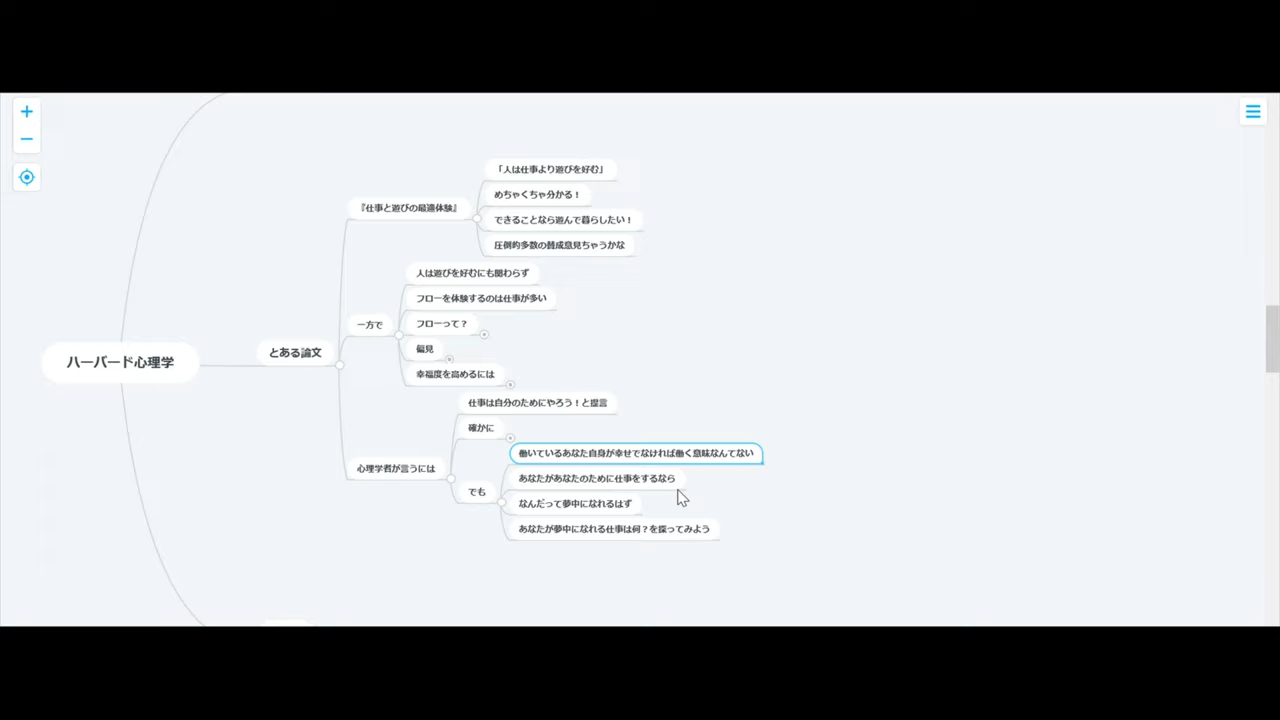 「人は仕事より遊びを好む」
めちゃくちゃ分かる！
『仕事と遊びの最適体験』
できることなら遊んで暮らしたい！
圧倒的多数の賛成意見ちゃうかな
人は遊びを好むにも関わらず
フローを体験するのは仕事が多い
一方で
フローって？
偏見
幸福度を高めるには
とある論文
ハーバード心理学
仕事は自分のためにやろう！と提言
確かに
心理学者が言うには
働いているあなた自身が幸せでなければ働く意味なんてない
あなたがあなたのために仕事をするなら
でも
なんだって夢中になれるはず
あなたが夢中になれる仕事は何？を探ってみよう